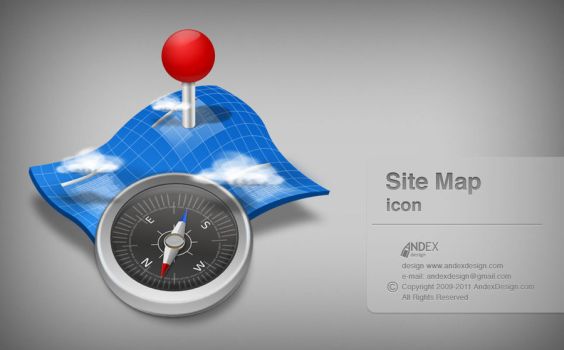 E
S
N
W
Site Map
icon
ANDEX
design
design www.andexdesign.com
e-mail: andexdesign@gmail.com
© Copyright 2009-2011 AndexDesign.com
All Rights Reserved